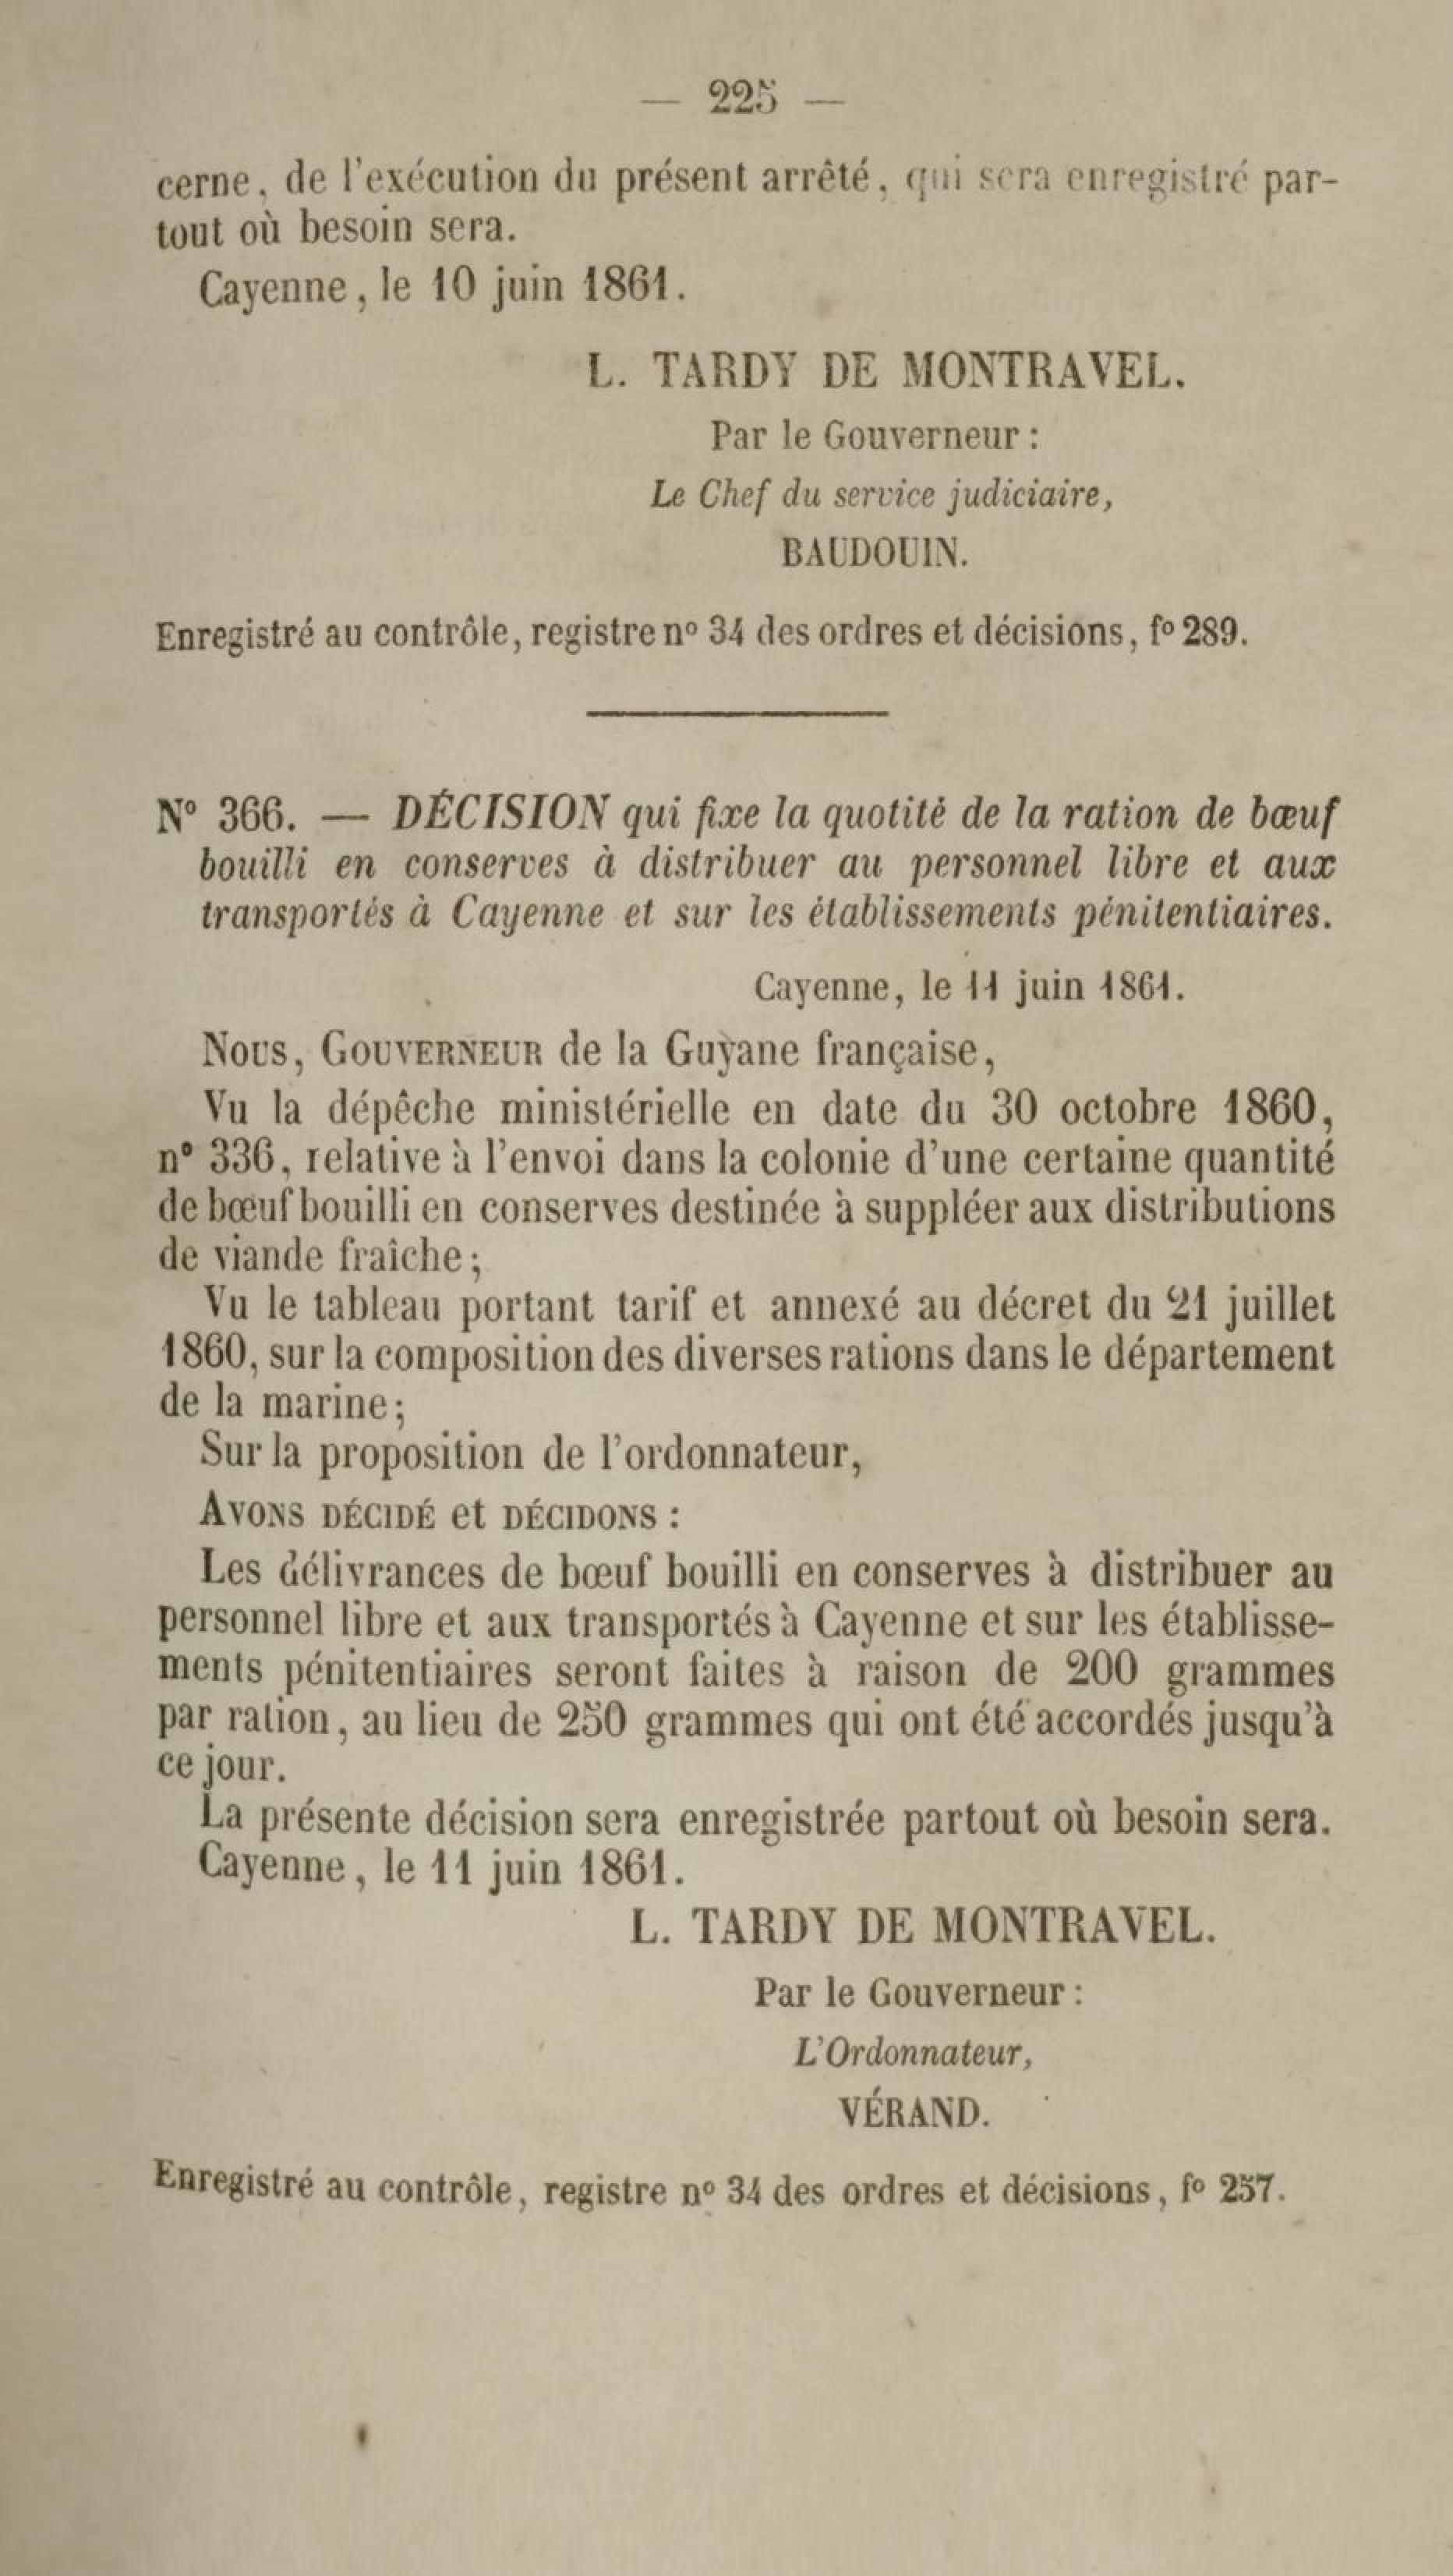 — 225 —
cerne, de l'exécution du présent arrêté, qui sera enregistré par-
tout où besoin sera.
Cayenne, le 10 juin 1861.
L. TARDY DE MONTRAVEL.
Par le Gouverneur :
Le Chef du service judiciaire,
BAUDOUIN.
Enregistré au contrôle, registre nº 34 des ordres et décisions, fº 289.
Nº 366. — DÉCISION qui fixe la quotité de la ration de bœuf
bouilli en conserves à distribuer au personnel libre et aux
transportés à Cayenne et sur les établissements pénitentiaires.
Cayenne, le 11 juin 1861.
Nous, Gouverneur de la Guyane française,
Vu la dépêche ministérielle en date du 30 octobre 1860,
nº 336, relative à l'envoi dans la colonie d'une certaine quantité
de bœuf bouilli en conserves destinée à suppléer aux distributions
de viande fraîche ;
Vu le tableau portant tarif et annexé au décret du 21 juillet
1860, sur la composition des diverses rations dans le département
de la marine ;
Sur la proposition de l'ordonnateur,
Avons décidé et décidons :
Les délivrances de bœuf bouilli en conserves à distribuer au
personnel libre et aux transportés à Cayenne et sur les établisse-
ments pénitentiaires seront faites à raison de 200 grammes
par ration, au lieu de 250 grammes qui ont été accordés jusqu'à
ce jour.
La présente décision sera enregistrée partout où besoin sera.
Cayenne, le 11 juin 1861.
L. TARDY DE MONTRAVEL.
Par le Gouverneur :
L'Ordonnateur,
VÉRAND.
Enregistré au contrôle, registre nº 34 des ordres et décisions, fº 257.